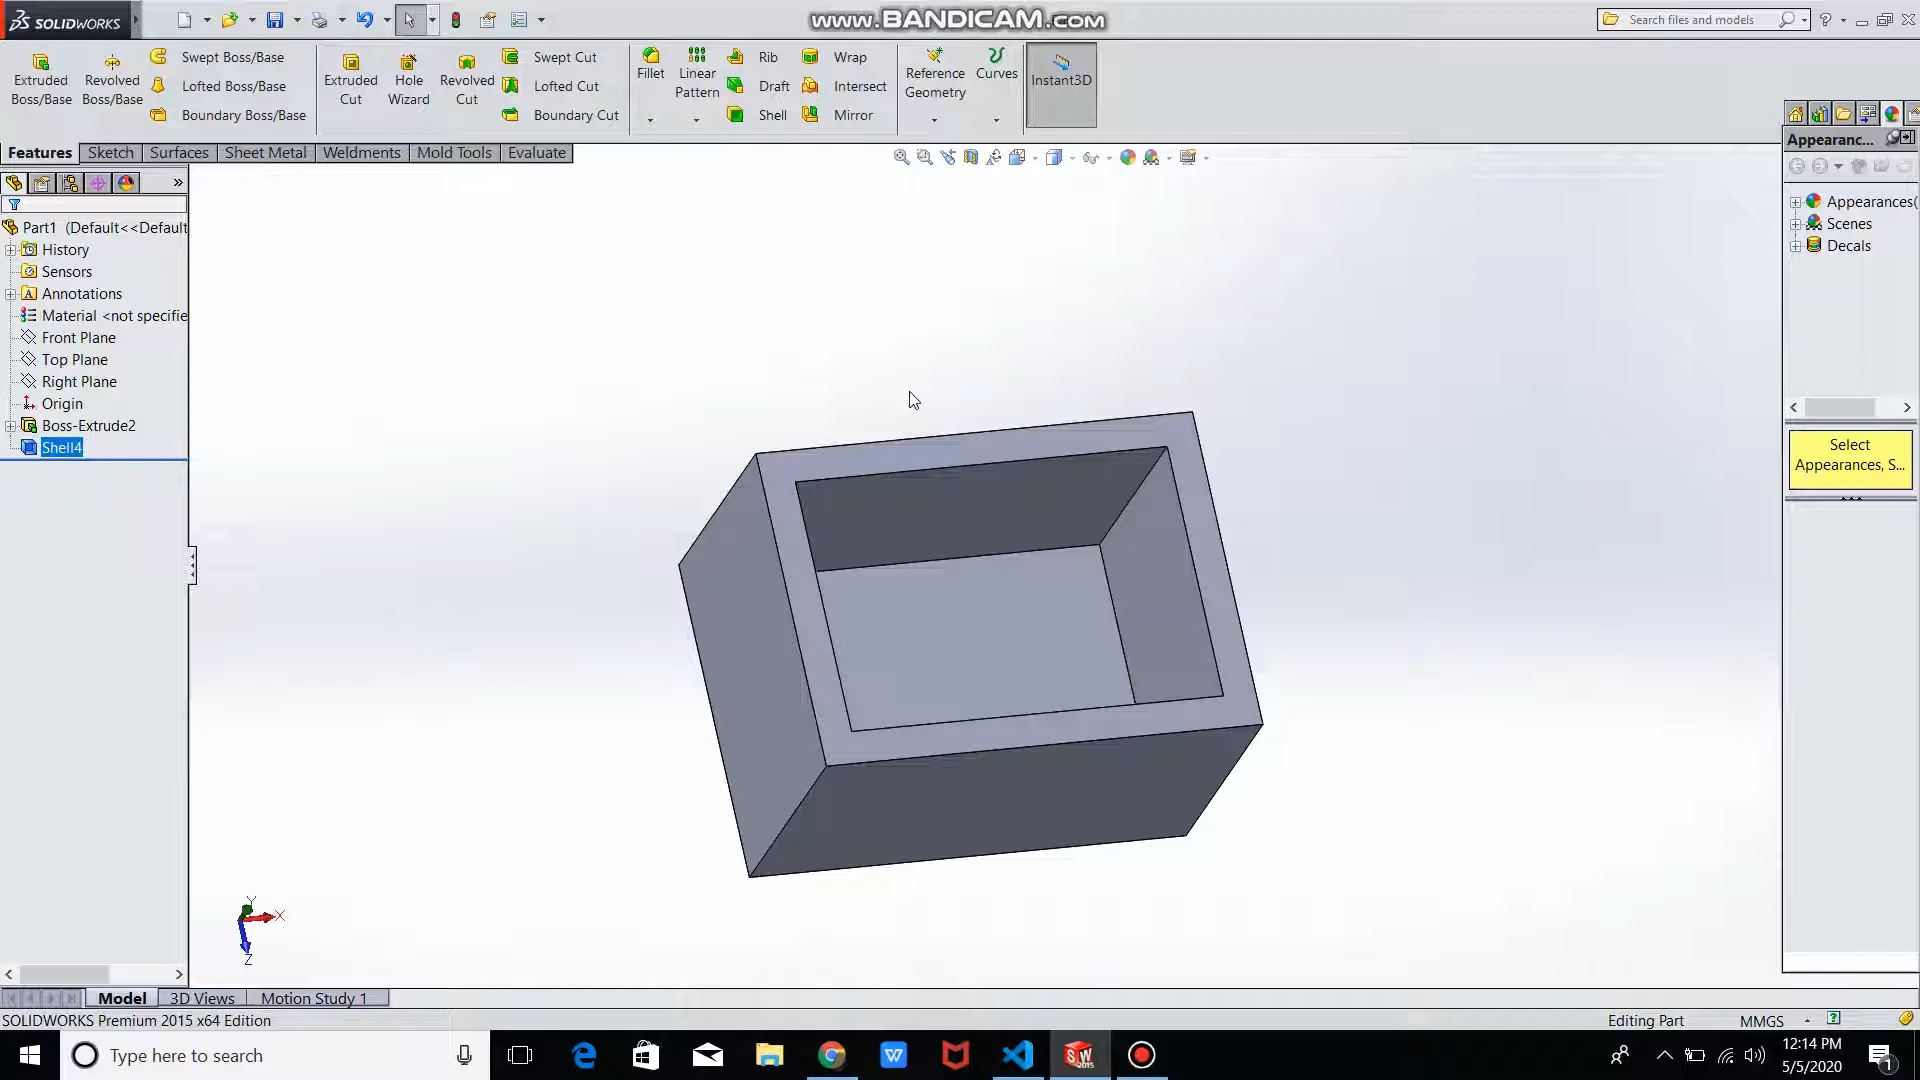 SOLIDWORKS
www.BANDICAM.com
Search files and models
Extruded Boss/Base
Revolved Boss/Base
Swept Boss/Base
Lofted Boss/Base
Boundary Boss/Base
Extruded Cut
Hole Wizard
Revolved Cut
Swept Cut
Lofted Cut
Boundary Cut
Fillet
Linear Pattern
Rib
Draft
Shell
Wrap
Intersect
Mirror
Reference Geometry
Curves
Instant3D
Features
Sketch
Surfaces
Sheet Metal
Weldments
Mold Tools
Evaluate
Part1 (Default<<Default
History
Sensors
Annotations
Material <not specifie
Front Plane
Top Plane
Right Plane
Origin
Boss-Extrude2
Shell4
Appearanc...
Appearances(
Scenes
Decals
Select
Appearances, S...
Y
X
Z
Model
3D Views
Motion Study 1
SOLIDWORKS Premium 2015 x64 Edition
Editing Part
MMGS
Type here to search
12:14 PM
5/5/2020
1